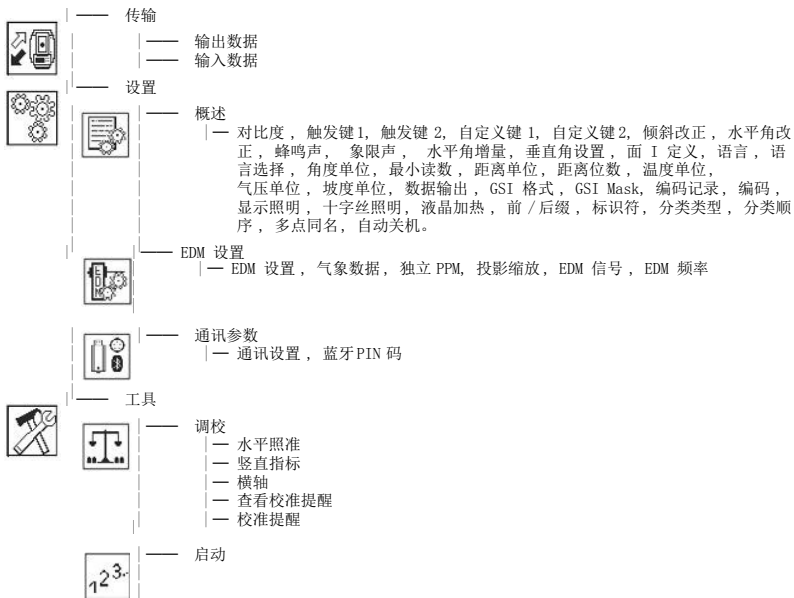 传输
输出数据
输入数据
设置
概述
对比度, 触发键1, 触发键 2, 自定义键 1, 自定义键2, 倾斜改正, 水平角改
正, 蜂鸣声, 象限声, 水平角增量, 垂直角设置, 面 I 定义, 语言, 语
言选择, 角度单位, 最小读数, 距离单位, 距离位数, 温度单位,
气压单位, 坡度单位, 数据输出, GSI 格式, GSI Mask, 编码记录, 编码,
显示照明, 十字丝照明, 液晶加热, 前/后缀, 标识符, 分类类型, 分类顺
序, 多点同名, 自动关机。
EDM 设置
EDM 设置, 气象数据, 独立 PPM, 投影缩放, EDM 信号, EDM 频率
通讯参数
通讯设置, 蓝牙PIN 码
工具
调校
水平照准
竖直指标
横轴
查看校准提醒
校准提醒
启动
123..